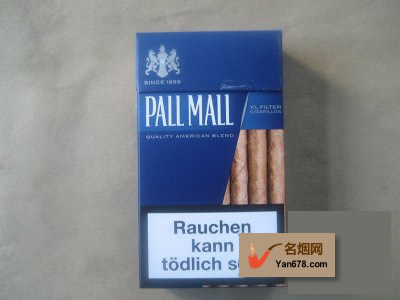 SINCE 1899
PALL MALL
XL FILTER
CIGARILLOS
QUALITY AMERICAN BLEND
Rauchen
kann
tödlich s
名烟网
Yan678.com